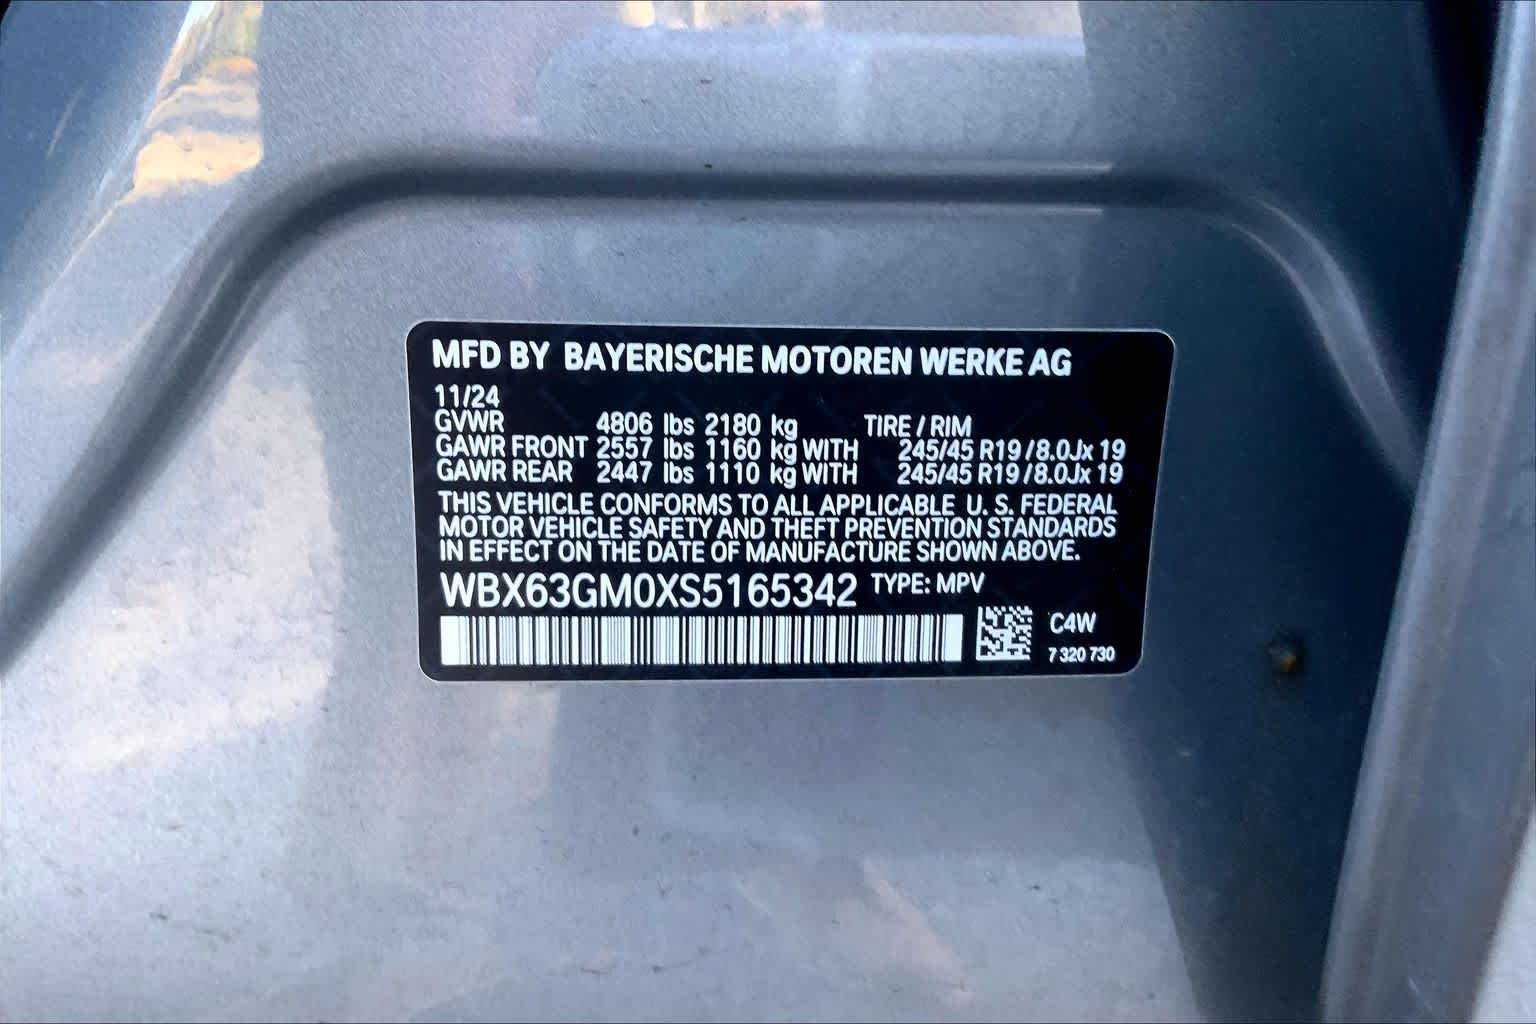 MFD BY BAYERISCHE MOTOREN WERKE AG
11/24
GVWR 4806 lbs 2180 kg TIRE / RIM
GAWR FRONT 2557 lbs 1160 kg WITH 245/45 R19 / 8.0Jx 19
GAWR REAR 2447 lbs 1110 kg WITH 245/45 R19 / 8.0Jx 19
THIS VEHICLE CONFORMS TO ALL APPLICABLE U. S. FEDERAL
MOTOR VEHICLE SAFETY AND THEFT PREVENTION STANDARDS
IN EFFECT ON THE DATE OF MANUFACTURE SHOWN ABOVE.
WBX63GM0XS5165342 TYPE: MPV
C4W
7 320 730